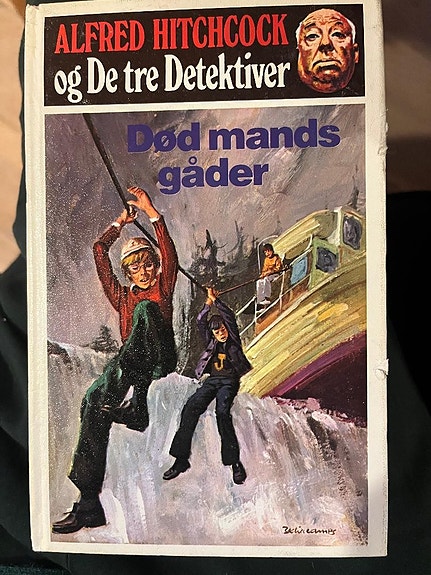 ALFRED HITCHCOCK
og De tre Detektiver
Død mands
gåder
J